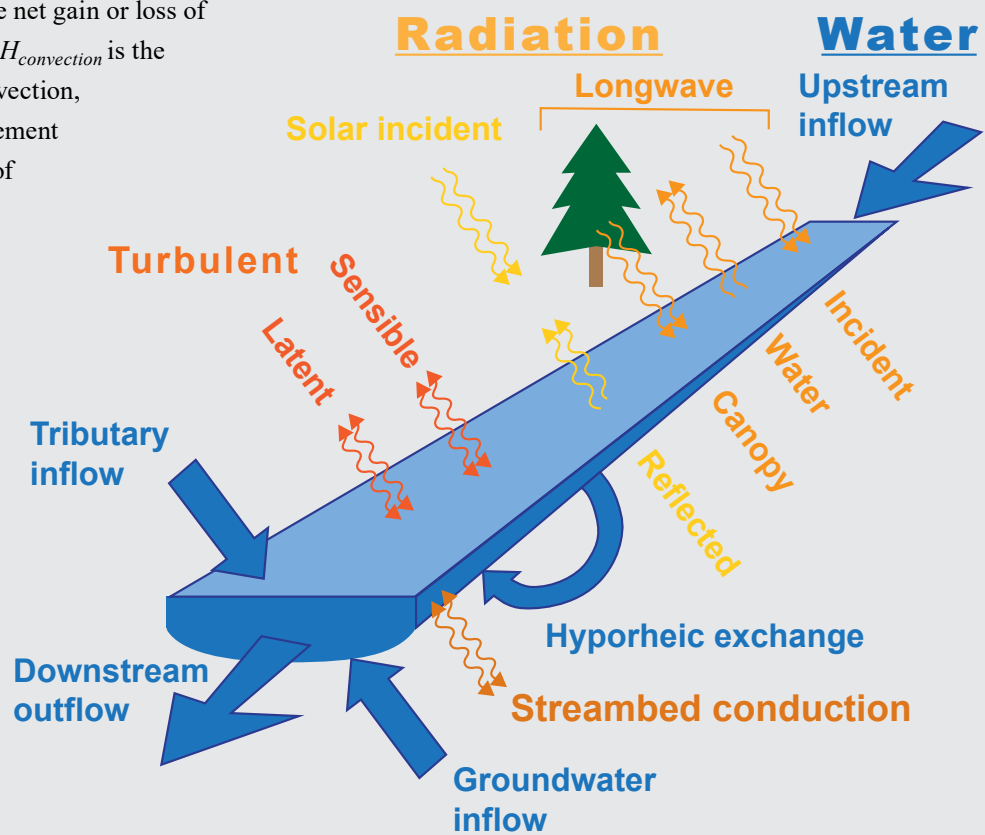 e net gain or loss of
H_convection is the
vection,
ement
of
Radiation
Water
Longwave
Upstream
inflow
Solar incident
Turbulent
Sensible
Latent
Incident
Water
Canopy
Reflected
Tributary
inflow
Hyporheic exchange
Downstream
outflow
Streambed conduction
Groundwater
inflow